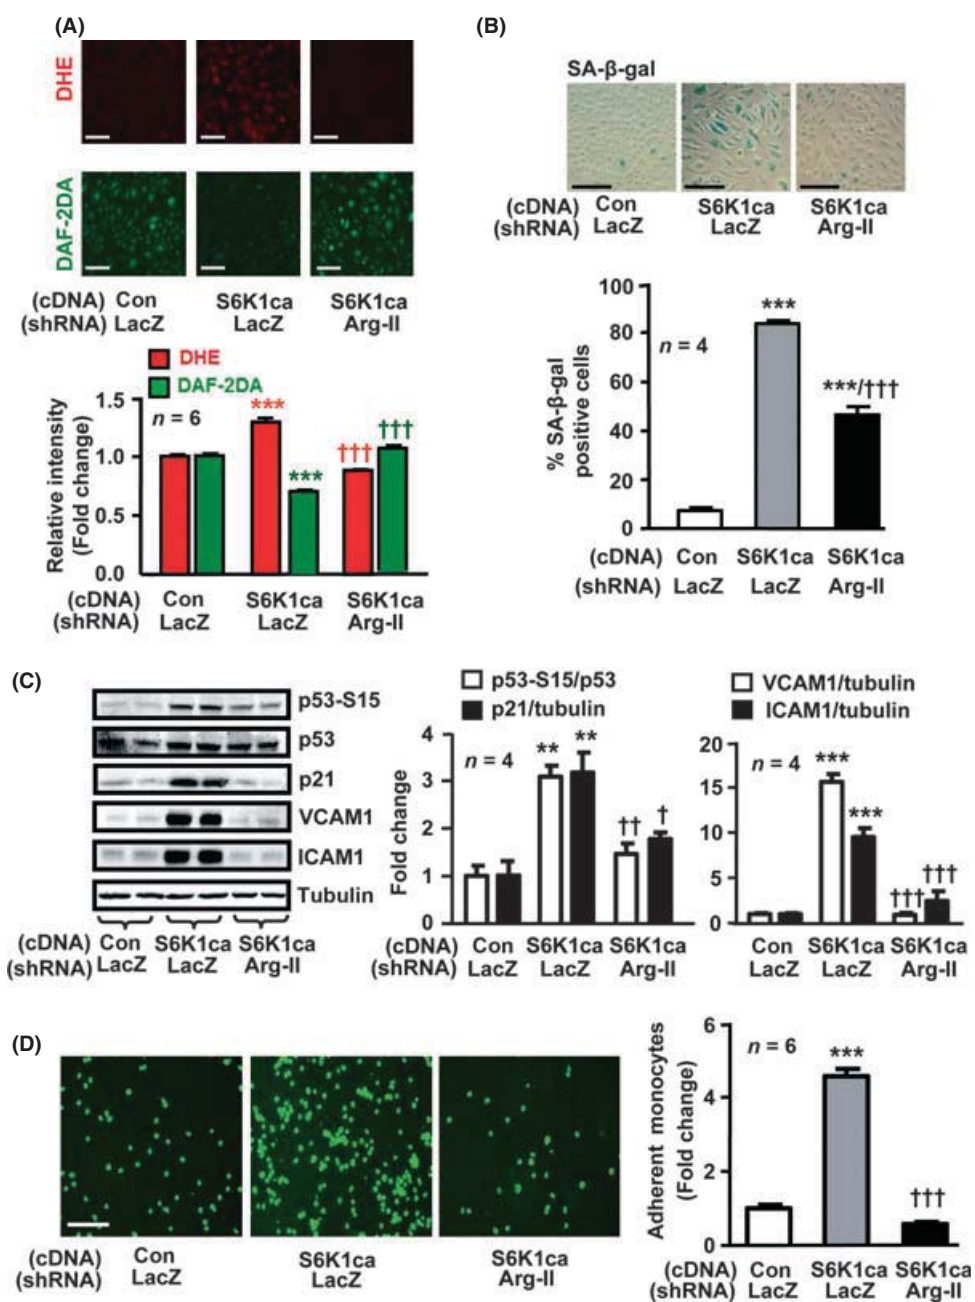 (A)
DHE
DAF-2DA
(cDNA) Con S6K1ca S6K1ca
(shRNA) LacZ LacZ Arg-II
DHE
DAF-2DA
Relative intensity
(Fold change)
1.5
1.0
0.5
0.0
n = 6
*** *** ††† †††
(cDNA) Con S6K1ca S6K1ca
(shRNA) LacZ LacZ Arg-II
(B)
SA-β-gal
(cDNA) Con S6K1ca S6K1ca
(shRNA) LacZ LacZ Arg-II
% SA-β-gal
positive cells
100
80
60
40
20
0
n = 4
*** ***/†††
(cDNA) Con S6K1ca S6K1ca
(shRNA) LacZ LacZ Arg-II
(C)
p53-S15
p53
p21
VCAM1
ICAM1
Tubulin
(cDNA) Con S6K1ca S6K1ca
(shRNA) LacZ LacZ Arg-II
p53-S15/p53
p21/tubulin
Fold change
4
3
2
1
0
n = 4
** ** †† †
(cDNA) Con S6K1ca S6K1ca
(shRNA) LacZ LacZ Arg-II
VCAM1/tubulin
ICAM1/tubulin
20
15
10
5
0
n = 4
*** *** ††† †††
Con S6K1ca S6K1ca
LacZ LacZ Arg-II
(D)
(cDNA) Con S6K1ca S6K1ca
(shRNA) LacZ LacZ Arg-II
Adherent monocytes
(Fold change)
6
4
2
0
n = 6
*** †††
(cDNA) Con S6K1ca S6K1ca
(shRNA) LacZ LacZ Arg-II